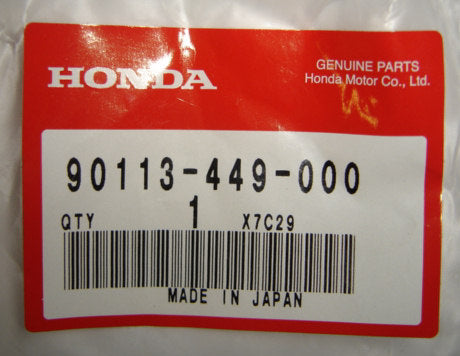 HONDA
GENUINE PARTS
Honda Motor Co., Ltd.
90113-449-000
QTY 1 X7C29
MADE IN JAPAN